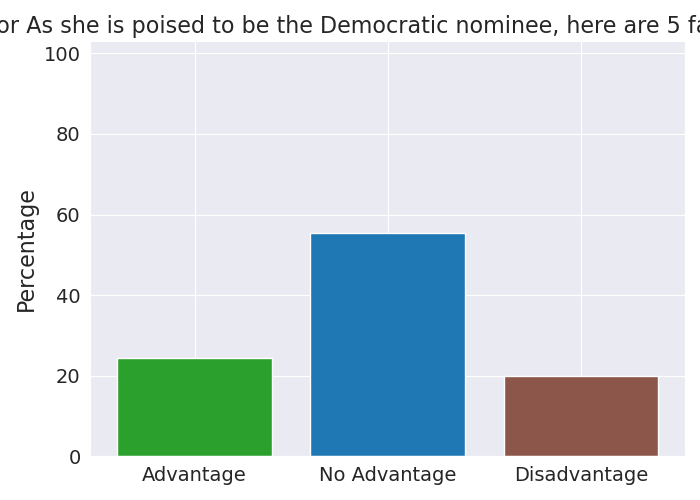 or As she is poised to be the Democratic nominee, here are 5 fa
100
80
60
40
20
0
Percentage
Advantage
No Advantage
Disadvantage